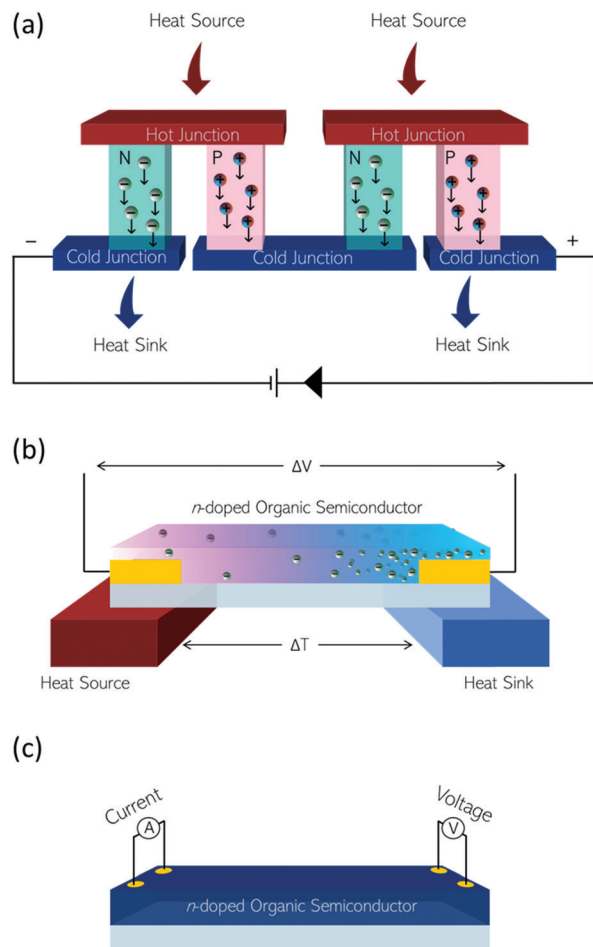 (a)
Heat Source Heat Source
Hot Junction Hot Junction
N P N P
− +
Cold Junction Cold Junction Cold Junction
Heat Sink Heat Sink
(b)
ΔV
n-doped Organic Semiconductor
ΔT
Heat Source Heat Sink
(c)
Current Voltage
A V
n-doped Organic Semiconductor